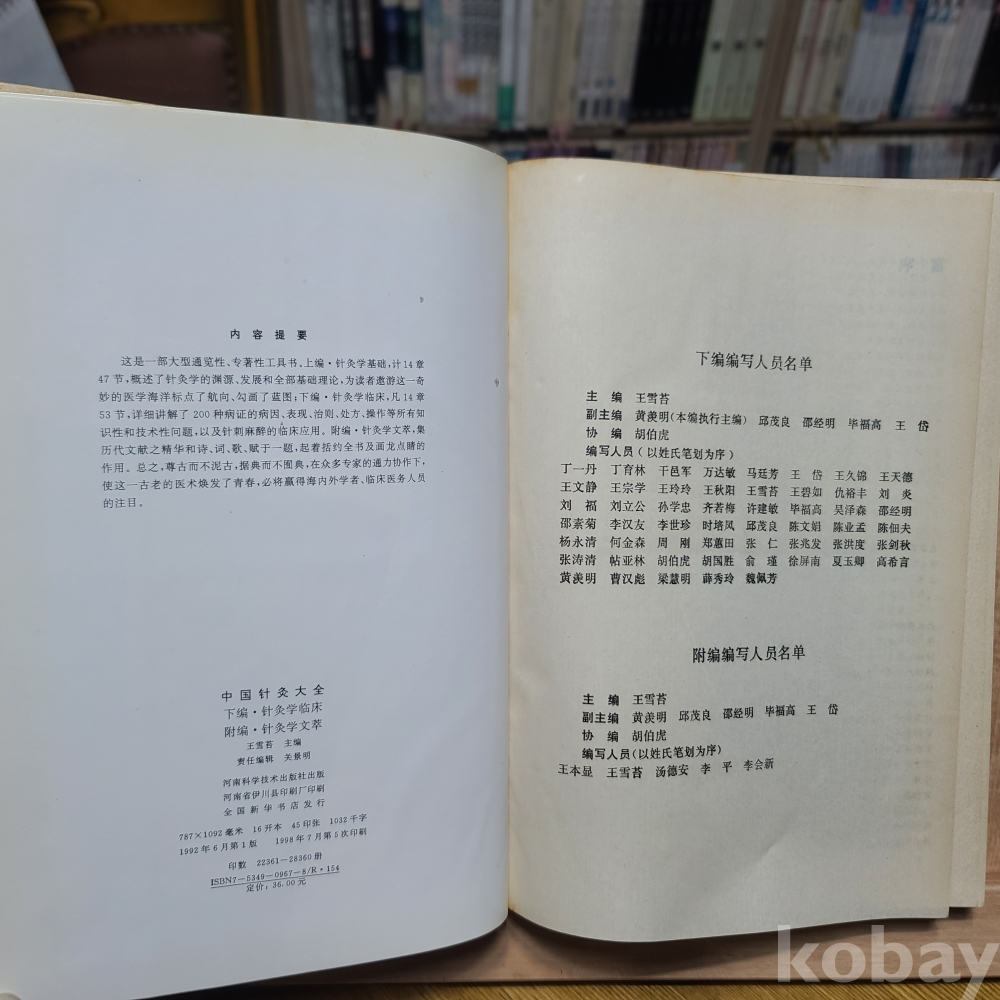 内容提要
这是一部大型通览性、专著性工具书。上编·针灸学基础，计14章
47节，概述了针灸学的渊源、发展和全部基础理论，为读者遨游这一奇
妙的医学海洋标点了航向、勾画了蓝图；下编·针灸学临床，凡14章
53节，详细讲解了200种病证的病因、表现、治则、处方、操作等所有知
识性和技术性问题，以及针刺麻醉的临床应用。附编·针灸学文萃，集
历代文献之精华和诗、词、歌、赋于一题，起着括约全书及画龙点睛的
作用。总之，尊古而不泥古，据典而不囿典，在众多专家的通力协作下，
使这一古老的医术焕发了青春，必将赢得海内外学者、临床医务人员
的注目。
中国针灸大全
下编·针灸学临床
附编·针灸学文萃
王雪苔 主编
责任编辑 关景明
河南科学技术出版社出版
河南省伊川县印刷厂印刷
全国新华书店发行
787×1092毫米 16开本 45印张 1032千字
1992年6月第1版 1998年7月第5次印刷
印数 22361—28360册
ISBN7—5349—0967—8/R·154
定价：36.00元
下编编写人员名单
主 编 王雪苔
副主编 黄羡明(本编执行主编) 邱茂良 邵经明 毕福高 王 岱
协 编 胡伯虎
编写人员(以姓氏笔划为序)
丁一丹 丁育林 干邑军 万达敏 马廷芳 王 岱 王久锦 王天德
王文静 王宗学 王玲玲 王秋阳 王雪苔 王碧如 仇裕丰 刘 炎
刘 福 刘立公 孙学忠 齐若梅 许建敏 毕福高 吴泽森 邵经明
邵素菊 李汉友 李世珍 时培风 邱茂良 陈文娟 陈业孟 陈佃夫
杨永清 何金森 周 刚 郑蕙田 张 仁 张兆发 张洪度 张剑秋
张涛清 帖亚林 胡伯虎 胡国胜 俞 瑾 徐屏南 夏玉卿 高希言
黄羡明 曹汉彪 梁慧明 薛秀玲 魏佩芳
附编编写人员名单
主 编 王雪苔
副主编 黄羡明 邱茂良 邵经明 毕福高 王 岱
协 编 胡伯虎
编写人员(以姓氏笔划为序)
王本显 王雪苔 汤德安 李 平 李会新
kobay